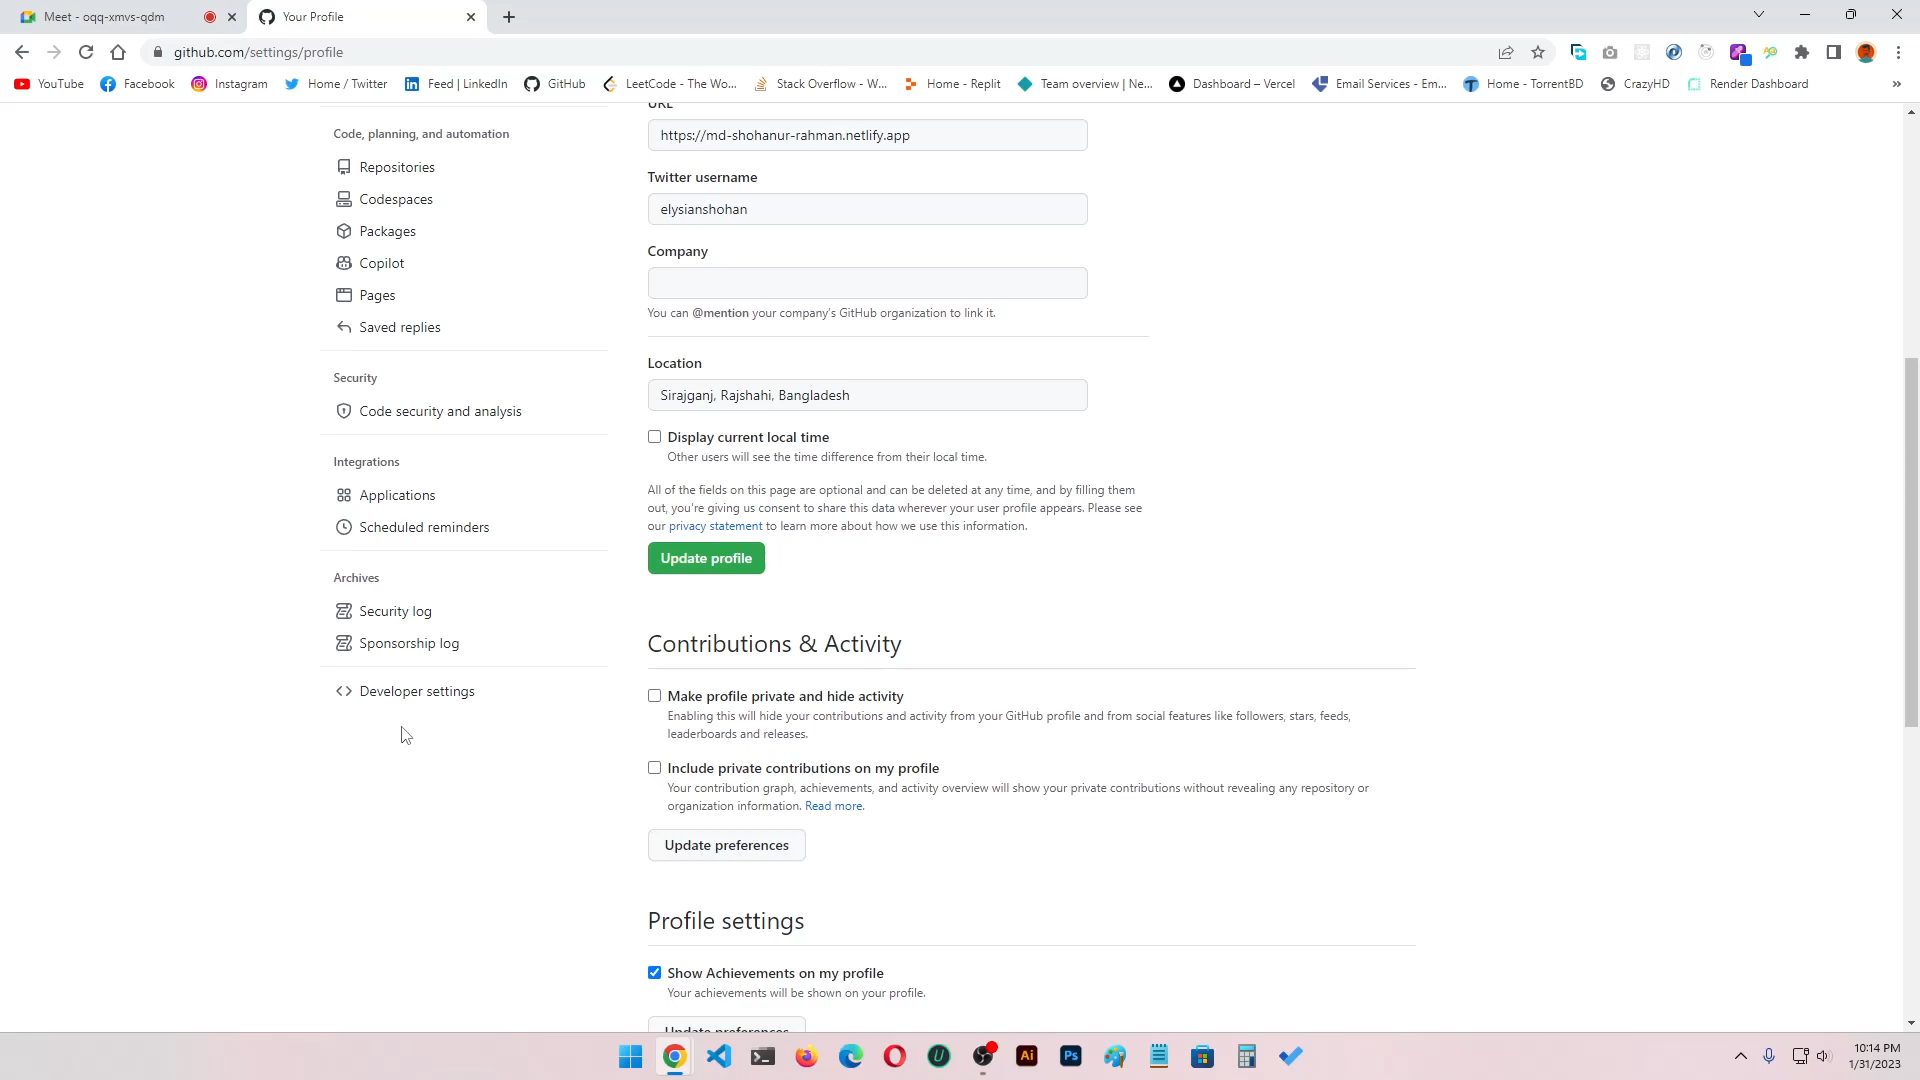 Meet - oqq-xmvs-qdm
Your Profile
github.com/settings/profile
YouTube
Facebook
Instagram
Home / Twitter
Feed | LinkedIn
GitHub
LeetCode - The Wo...
Stack Overflow - W...
Home - Replit
Team overview | Ne...
Dashboard – Vercel
Email Services - Em...
Home - TorrentBD
CrazyHD
Render Dashboard
»
Code, planning, and automation
Repositories
Codespaces
Packages
Copilot
Pages
Saved replies
Security
Code security and analysis
Integrations
Applications
Scheduled reminders
Archives
Security log
Sponsorship log
Developer settings
URL
https://md-shohanur-rahman.netlify.app
Twitter username
elysianshohan
Company
You can @mention your company's GitHub organization to link it.
Location
Sirajganj, Rajshahi, Bangladesh
Display current local time
Other users will see the time difference from their local time.
All of the fields on this page are optional and can be deleted at any time, and by filling them
out, you're giving us consent to share this data wherever your user profile appears. Please see
our privacy statement to learn more about how we use this information.
Update profile
Contributions & Activity
Make profile private and hide activity
Enabling this will hide your contributions and activity from your GitHub profile and from social features like followers, stars, feeds,
leaderboards and releases.
Include private contributions on my profile
Your contribution graph, achievements, and activity overview will show your private contributions without revealing any repository or
organization information. Read more.
Update preferences
Profile settings
Show Achievements on my profile
Your achievements will be shown on your profile.
Update preferences
Ai
Ps
10:14 PM
1/31/2023